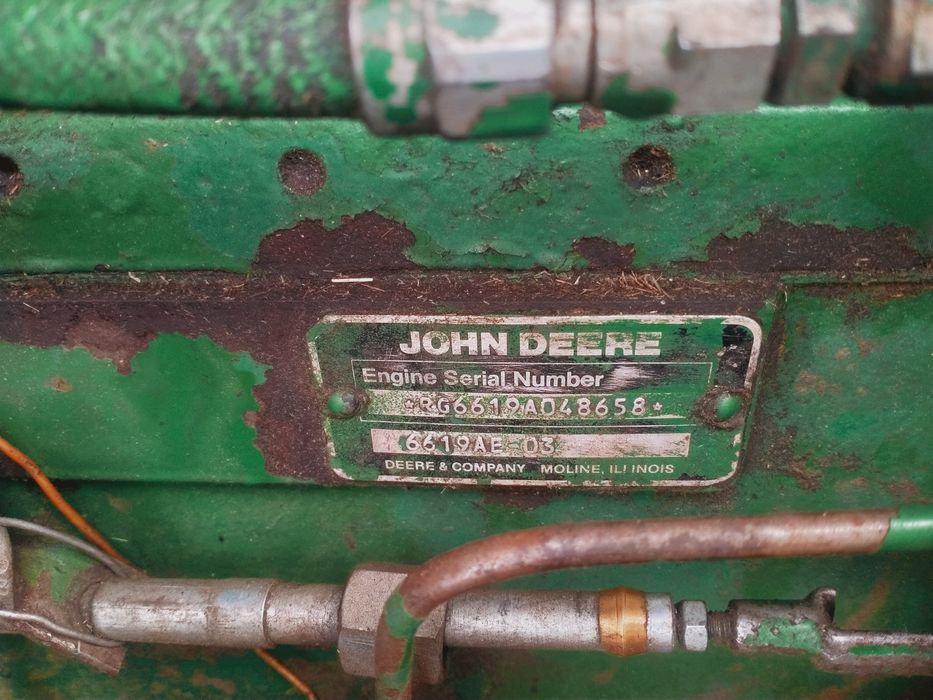 JOHN DEERE
Engine Serial Number
*RG6619A048658*
6619AE-03
DEERE & COMPANY MOLINE, ILLINOIS